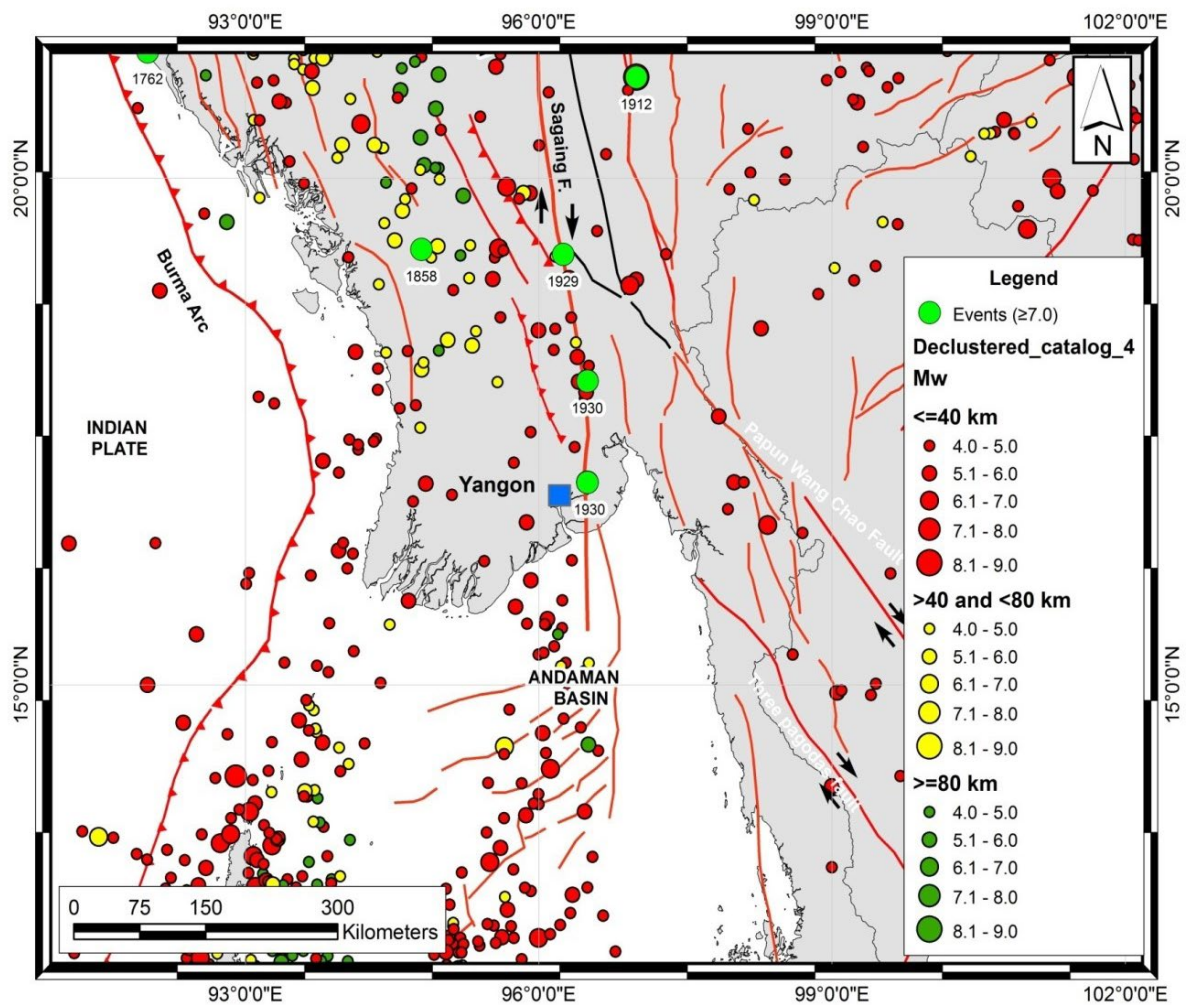 93°0'0"E
96°0'0"E
99°0'0"E
102°0'0"E
1762
1912
Sagaing F.
N
20°0'0"N
20°0'0"N
Burma Arc
1858
1929
Legend
Events (≥7.0)
Declustered_catalog_4
Mw
<=40 km
4.0 - 5.0
5.1 - 6.0
6.1 - 7.0
7.1 - 8.0
8.1 - 9.0
>40 and <80 km
4.0 - 5.0
5.1 - 6.0
6.1 - 7.0
7.1 - 8.0
8.1 - 9.0
>=80 km
4.0 - 5.0
5.1 - 6.0
6.1 - 7.0
7.1 - 8.0
8.1 - 9.0
1930
INDIAN
PLATE
Papun Wang Chao Fault
Yangon
1930
15°0'0"N
15°0'0"N
ANDAMAN
BASIN
Three pagodas fault
0 75 150 300
Kilometers
93°0'0"E
96°0'0"E
99°0'0"E
102°0'0"E